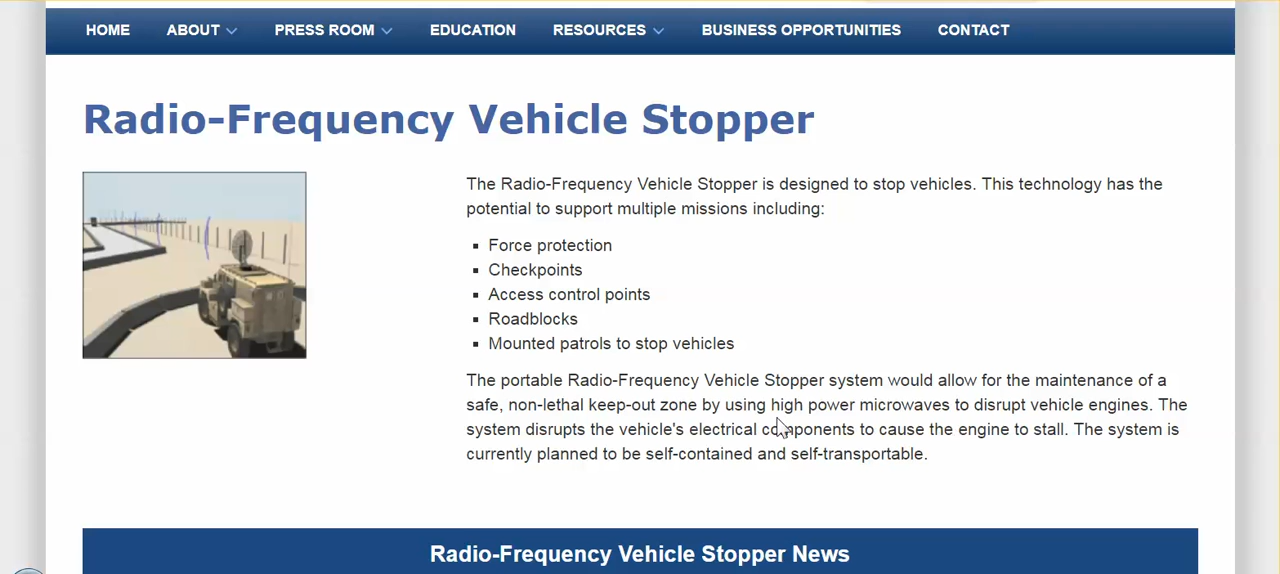 HOME ABOUT PRESS ROOM EDUCATION RESOURCES BUSINESS OPPORTUNITIES CONTACT
Radio-Frequency Vehicle Stopper
The Radio-Frequency Vehicle Stopper is designed to stop vehicles. This technology has the
potential to support multiple missions including:
Force protection
Checkpoints
Access control points
Roadblocks
Mounted patrols to stop vehicles
The portable Radio-Frequency Vehicle Stopper system would allow for the maintenance of a
safe, non-lethal keep-out zone by using high power microwaves to disrupt vehicle engines. The
system disrupts the vehicle's electrical components to cause the engine to stall. The system is
currently planned to be self-contained and self-transportable.
Radio-Frequency Vehicle Stopper News